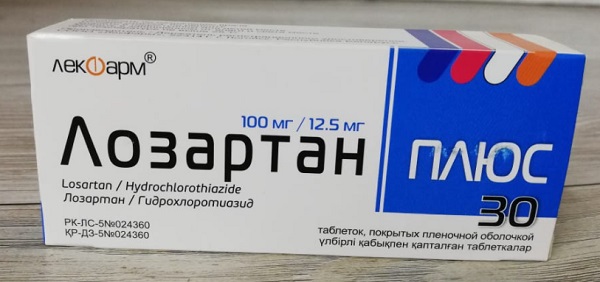 лекФарм®
100 мг / 12.5 мг
Лозартан ПЛЮС
Losartan / Hydrochlorothiazide
Лозартан / Гидрохлоротиазид
30
таблеток, покрытых пленочной оболочкой
үлбірлі қабықпен қапталған таблеткалар
РК-ЛС-5№024360
ҚР-ДЗ-5№024360